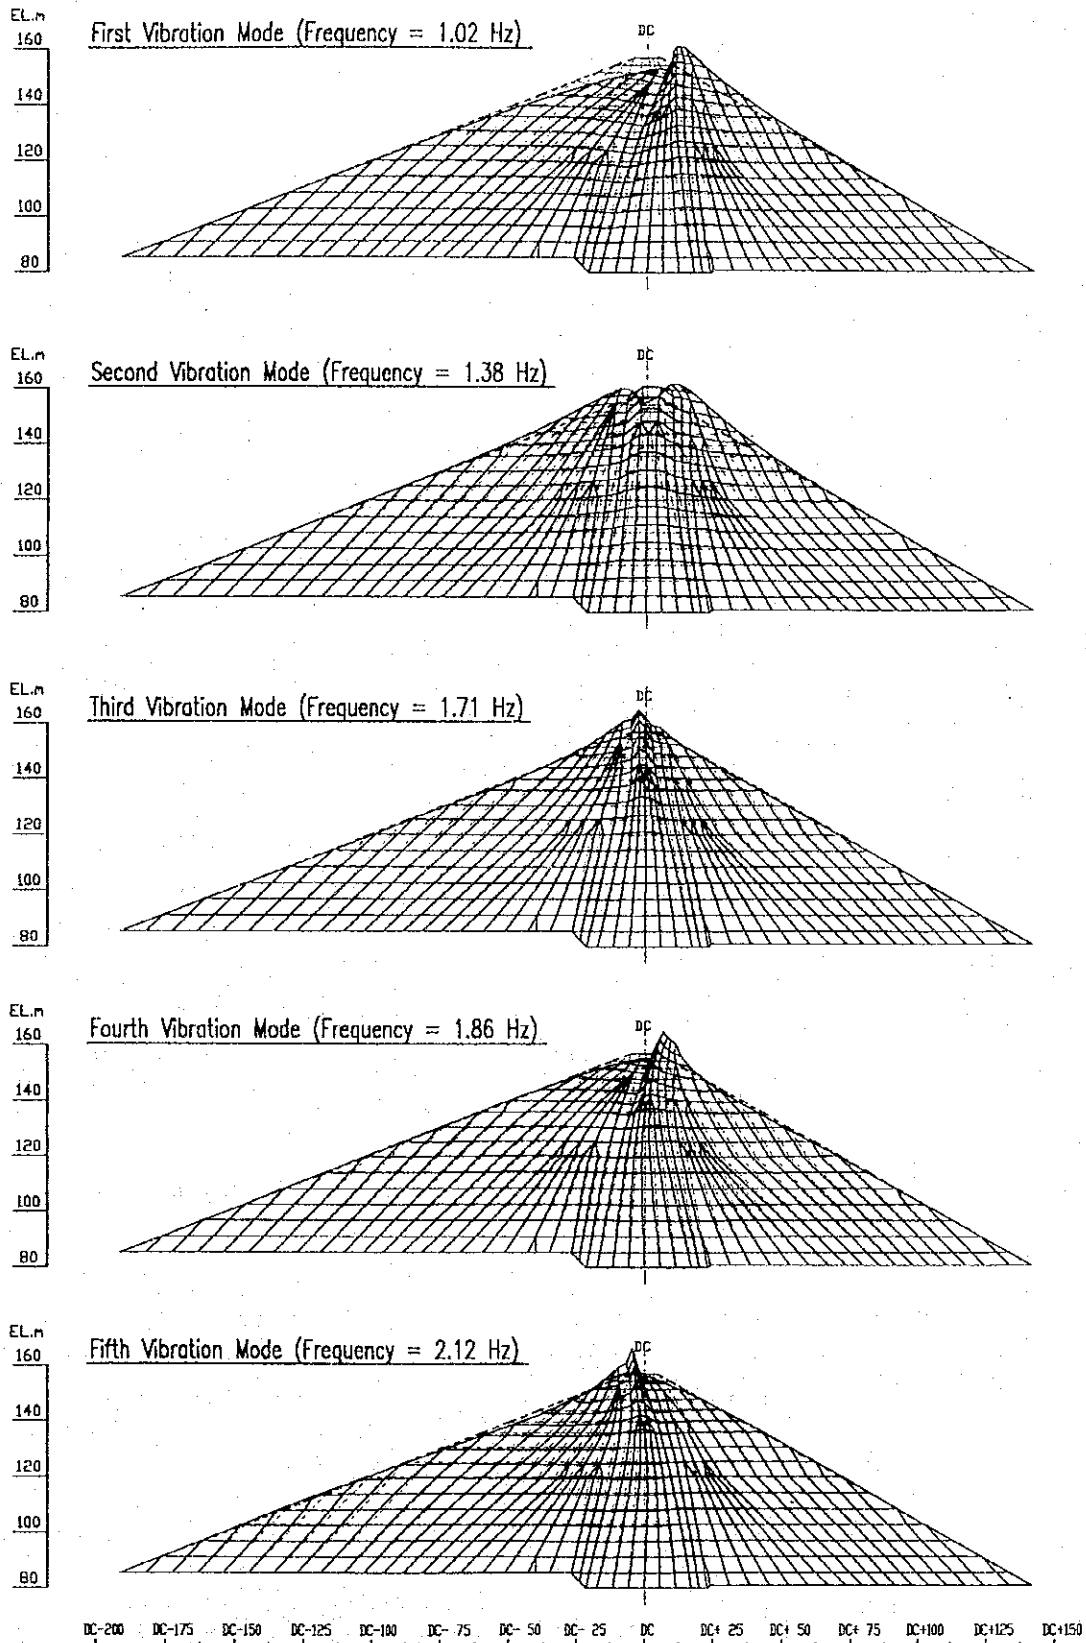 EL.m
First Vibration Mode (Frequency = 1.02 Hz)
DC
160
140
120
100
80
EL.m
Second Vibration Mode (Frequency = 1.38 Hz)
DC
160
140
120
100
80
EL.m
Third Vibration Mode (Frequency = 1.71 Hz)
DC
160
140
120
100
80
EL.m
Fourth Vibration Mode (Frequency = 1.86 Hz)
DC
160
140
120
100
80
EL.m
Fifth Vibration Mode (Frequency = 2.12 Hz)
DC
160
140
120
100
80
DC-200 DC-175 DC-150 DC-125 DC-100 DC- 75 DC- 50 DC- 25 DC DC+ 25 DC+ 50 DC+ 75 DC+100 DC+125 DC+150